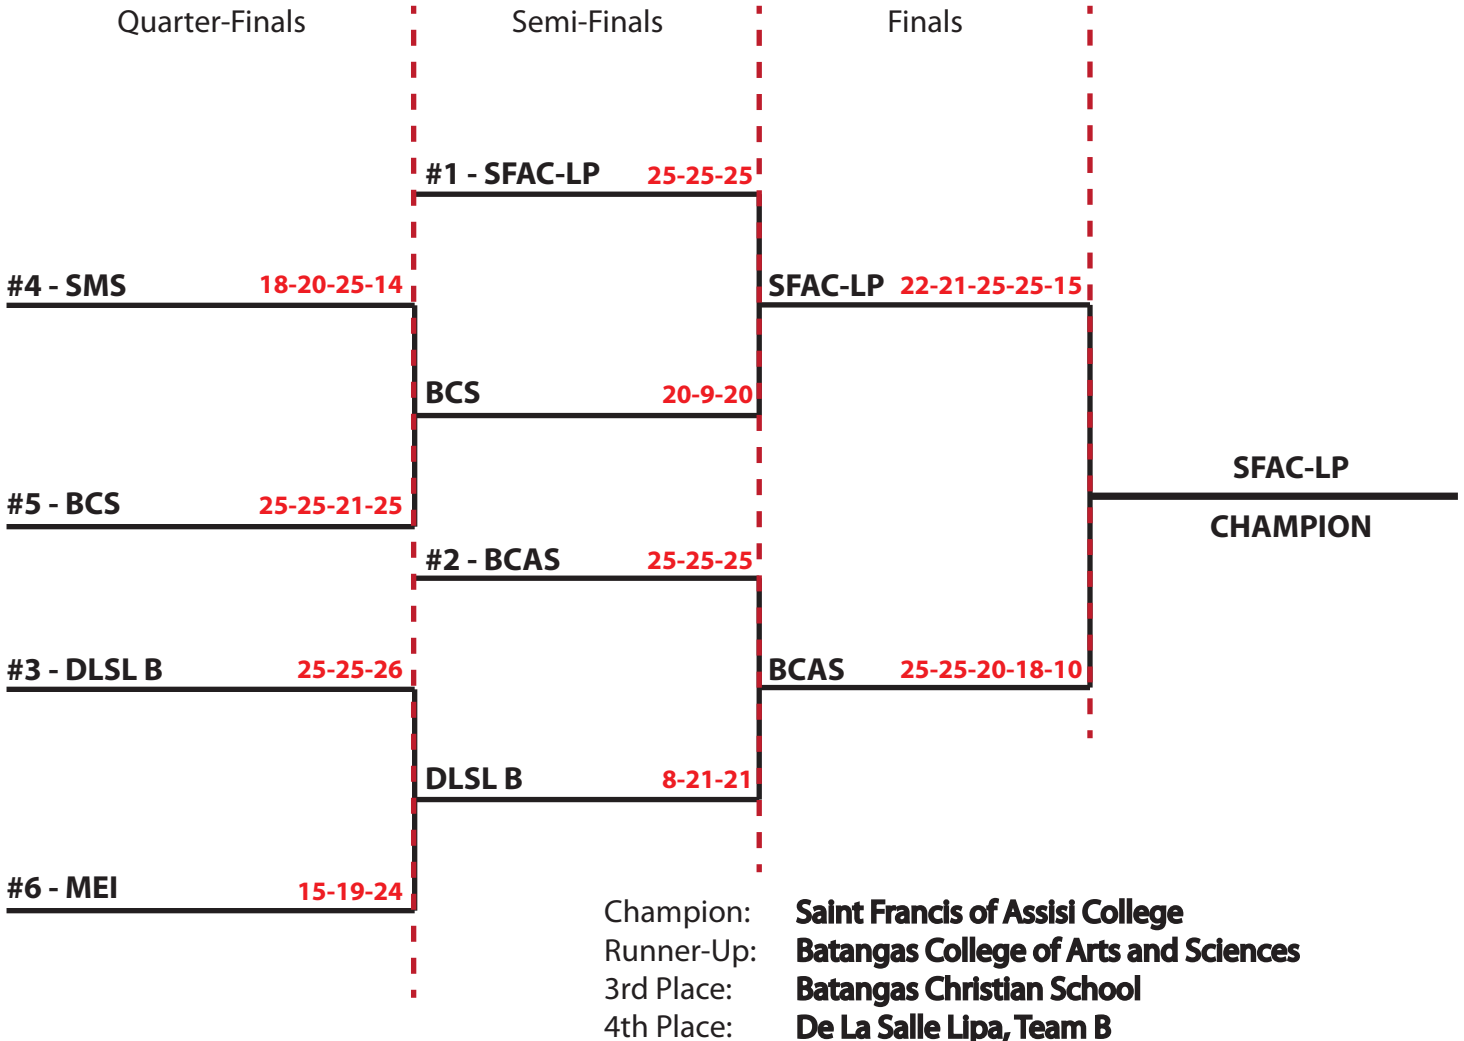 Quarter-Finals Semi-Finals Finals
#1 - SFAC-LP 25-25-25
#4 - SMS 18-20-25-14
SFAC-LP 22-21-25-25-15
BCS 20-9-20
SFAC-LP
#5 - BCS 25-25-21-25
CHAMPION
#2 - BCAS 25-25-25
#3 - DLSL B 25-25-26
BCAS 25-25-20-18-10
DLSL B 8-21-21
#6 - MEI 15-19-24
Champion: Saint Francis of Assisi College
Runner-Up: Batangas College of Arts and Sciences
3rd Place: Batangas Christian School
4th Place: De La Salle Lipa, Team B